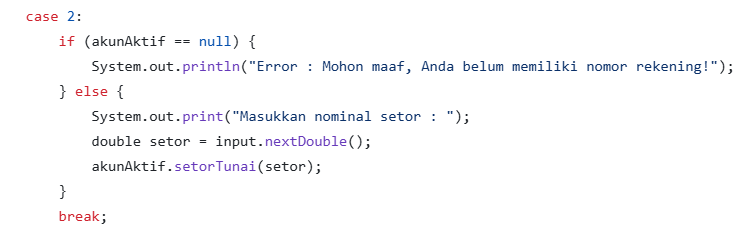 case 2:
    if (akunAktif == null) {
        System.out.println("Error : Mohon maaf, Anda belum memiliki nomor rekening!");
    } else {
        System.out.print("Masukkan nominal setor : ");
        double setor = input.nextDouble();
        akunAktif.setorTunai(setor);
    }
    break;